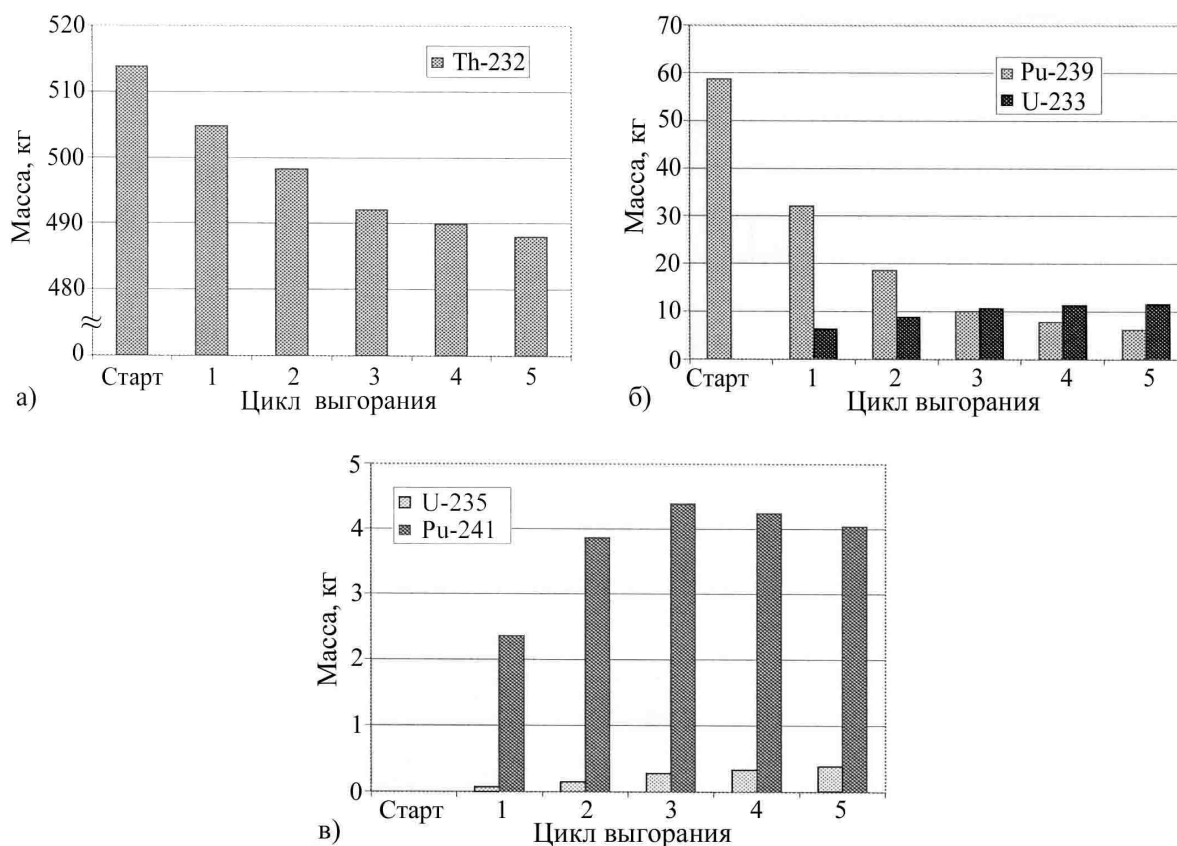 520
510
500
490
480
0
Масса, кг
Th-232
Старт 1 2 3 4 5
Цикл выгорания
а)
70
60
50
40
30
20
10
0
Масса, кг
Pu-239
U-233
Старт 1 2 3 4 5
Цикл выгорания
б)
5
4
3
2
1
0
Масса, кг
U-235
Pu-241
Старт 1 2 3 4 5
Цикл выгорания
в)